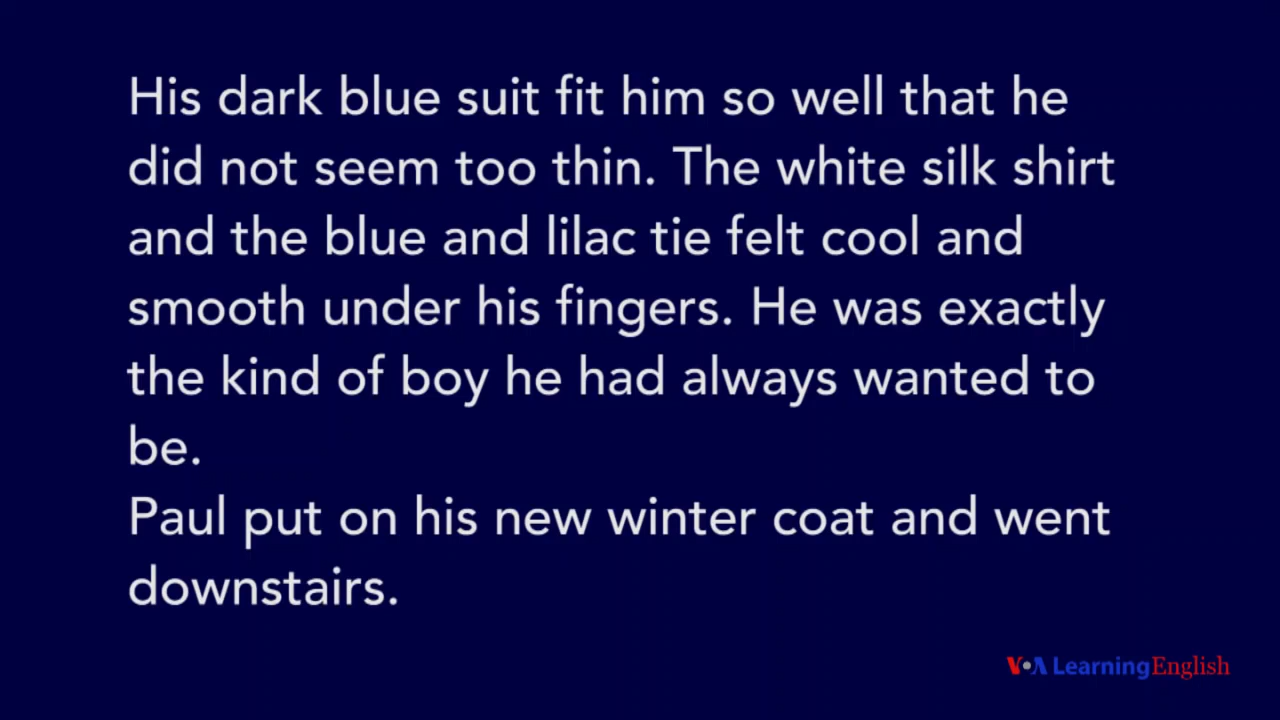 His dark blue suit fit him so well that he
did not seem too thin. The white silk shirt
and the blue and lilac tie felt cool and
smooth under his fingers. He was exactly
the kind of boy he had always wanted to
be.
Paul put on his new winter coat and went
downstairs.
VOA Learning English